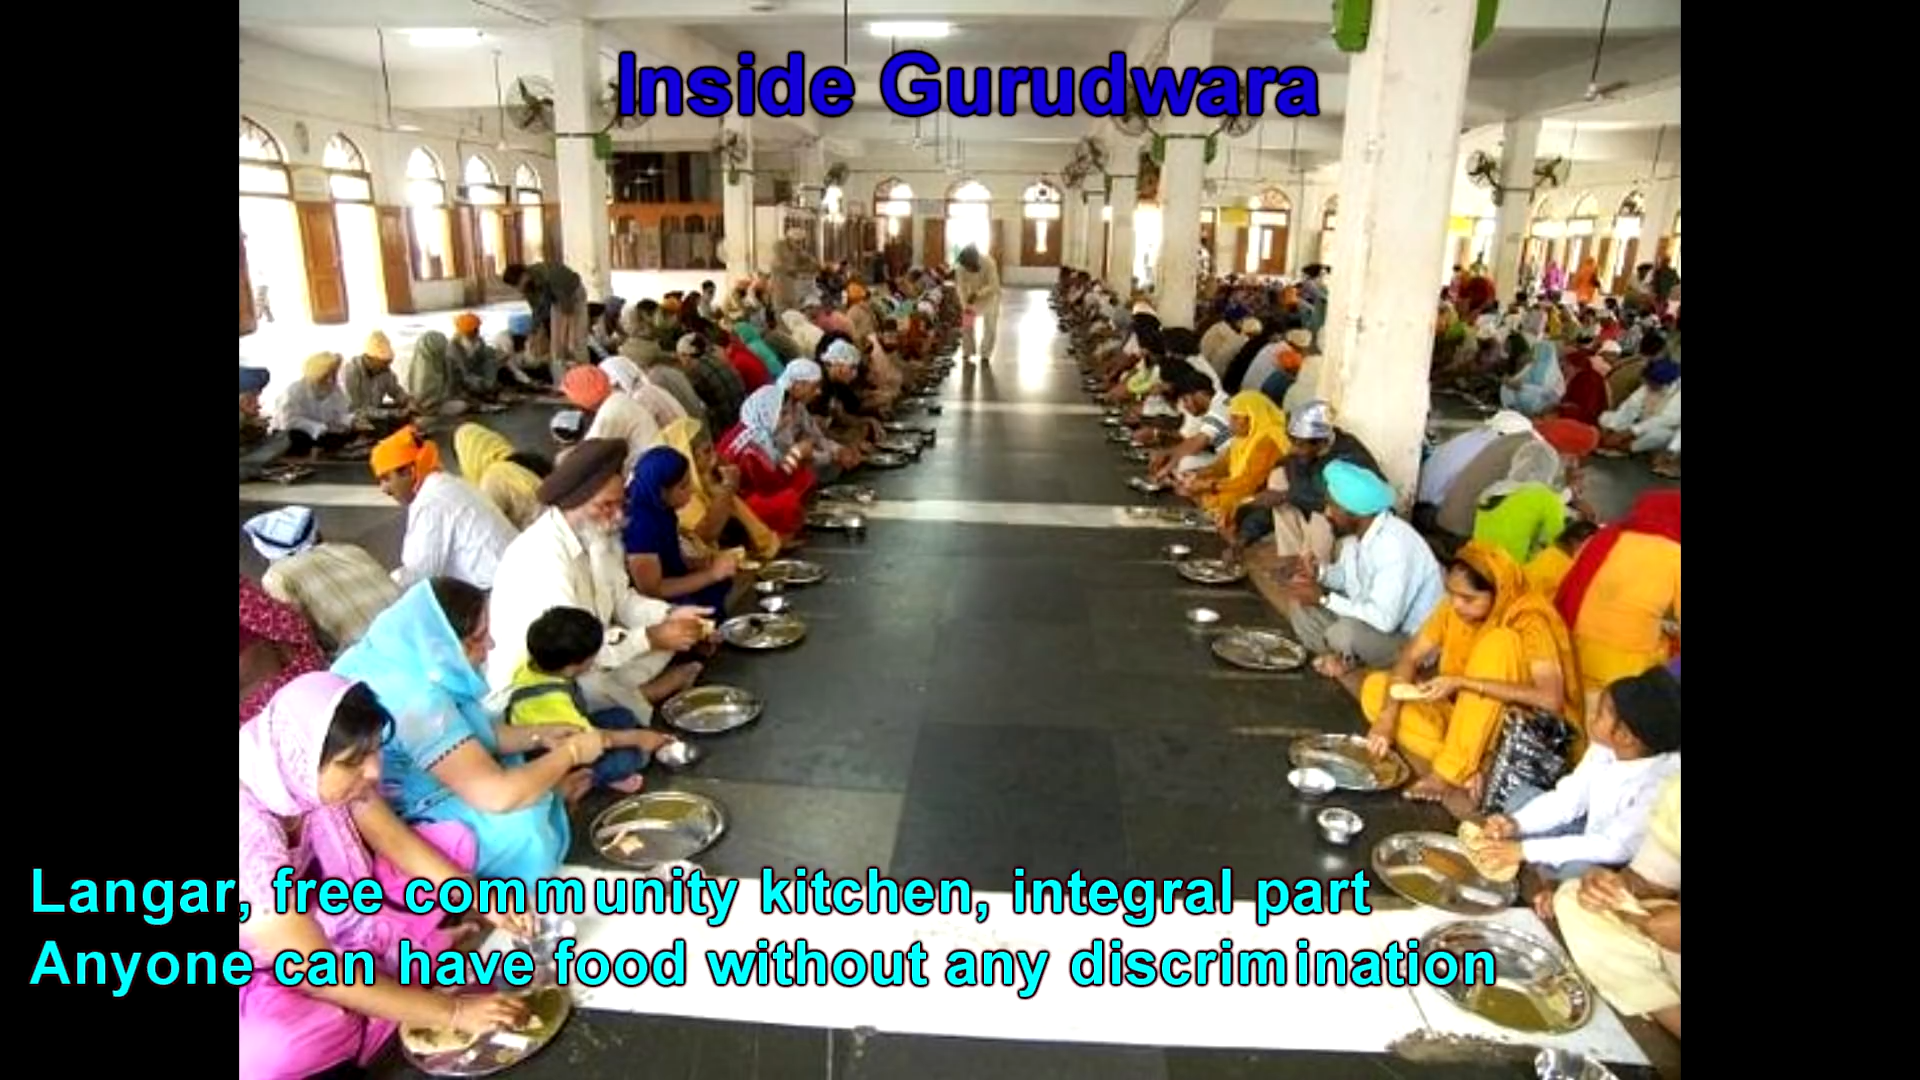 Inside Gurudwara
Langar, free community kitchen, integral part
Anyone can have food without any discrimination